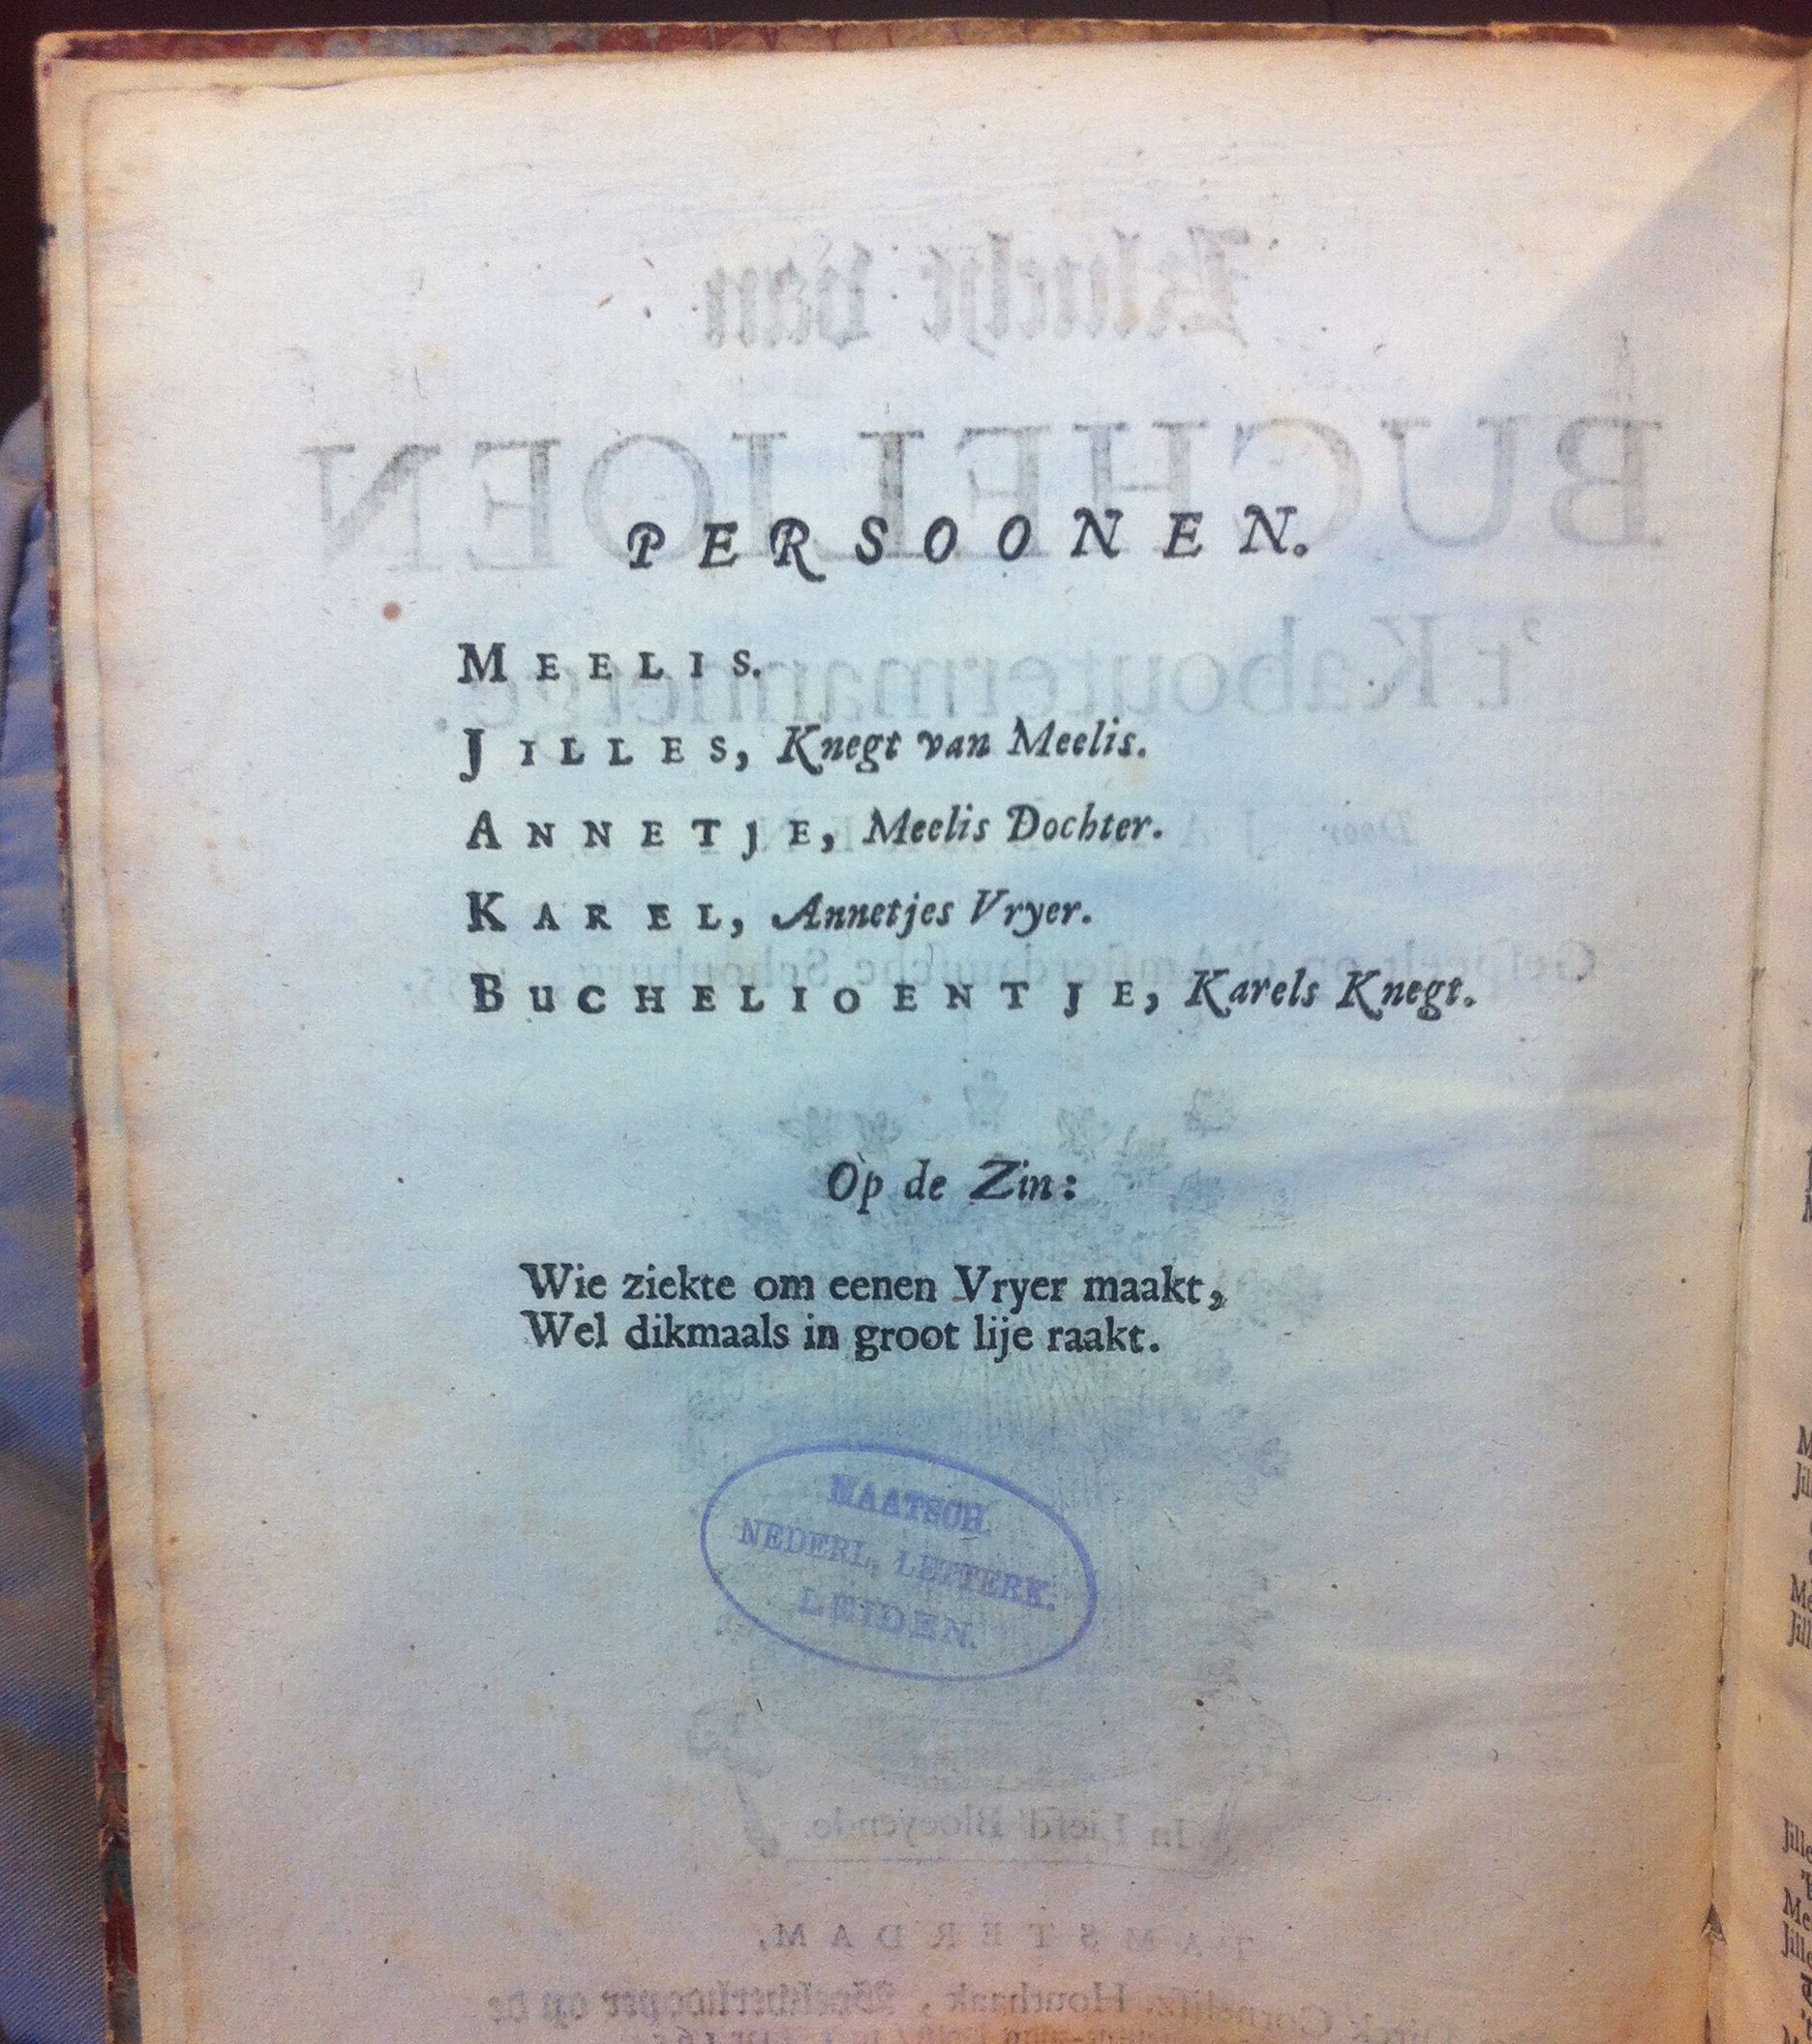 PERSOONEN.
MEELIS.
JILLES, Knegt van Meelis.
ANNETJE, Meelis Dochter.
KAREL, Annetjes Vryer.
BUCHELIOENTJE, Karels Knegt.
Op de Zin:
Wie ziekte om eenen Vryer maakt,
Wel dikmaals in groot lije raakt.
MAATSCH.
NEDERL. LETTERK.
LEIDEN.